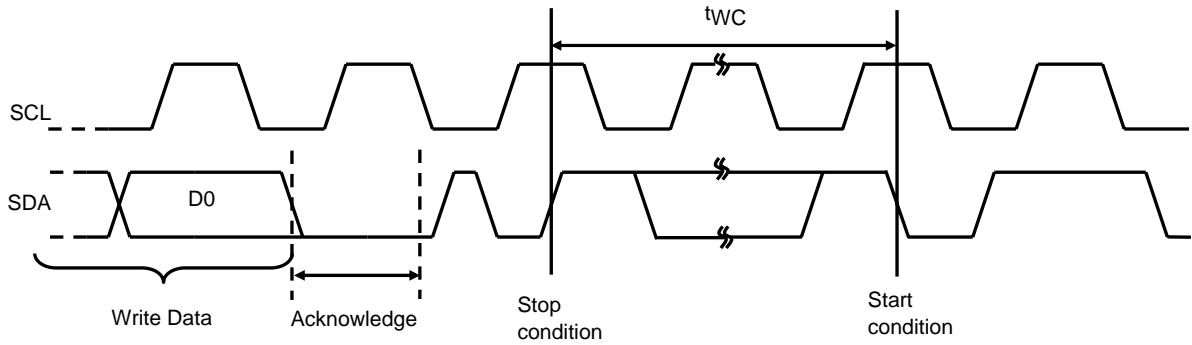 tWC
SCL
SDA
D0
Write Data
Acknowledge
Stop
condition
Start
condition